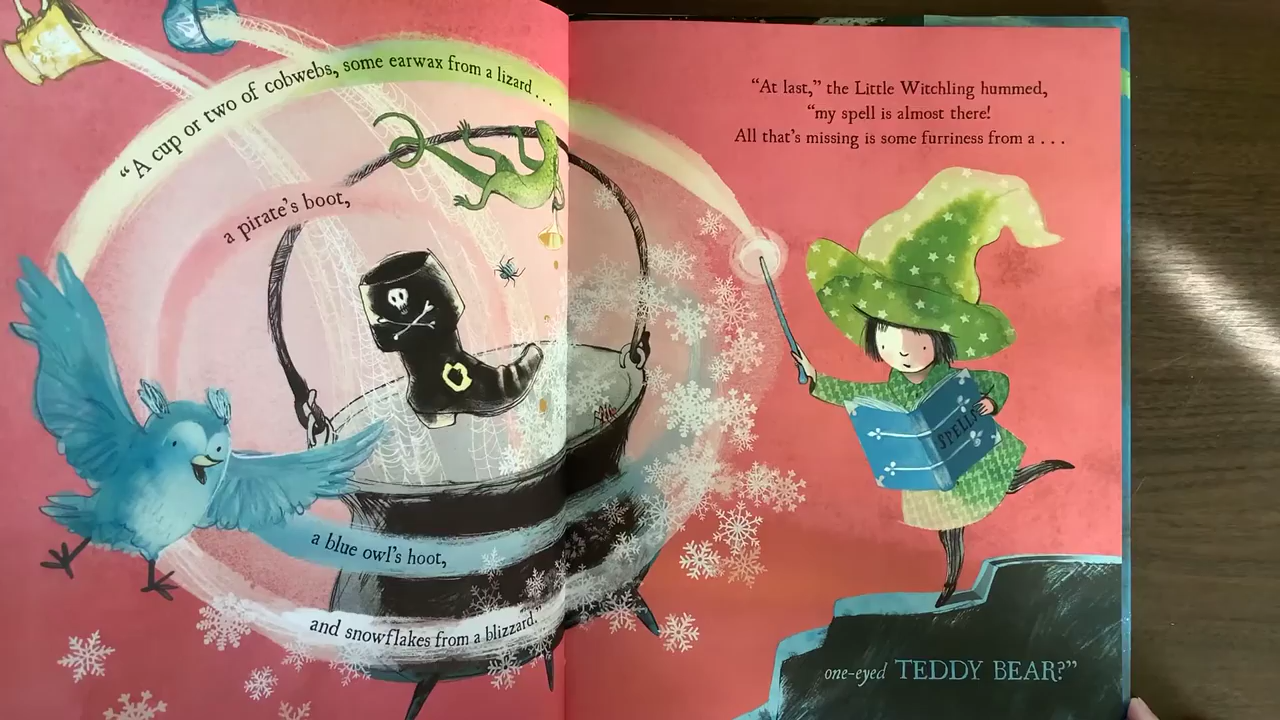 “A cup or two of cobwebs, some earwax from a lizard . . .
a pirate's boot,
a blue owl's hoot,
and snowflakes from a blizzard.”
“At last,” the Little Witchling hummed,
“my spell is almost there!
All that's missing is some furriness from a . . .
SPELLS
one-eyed TEDDY BEAR?”